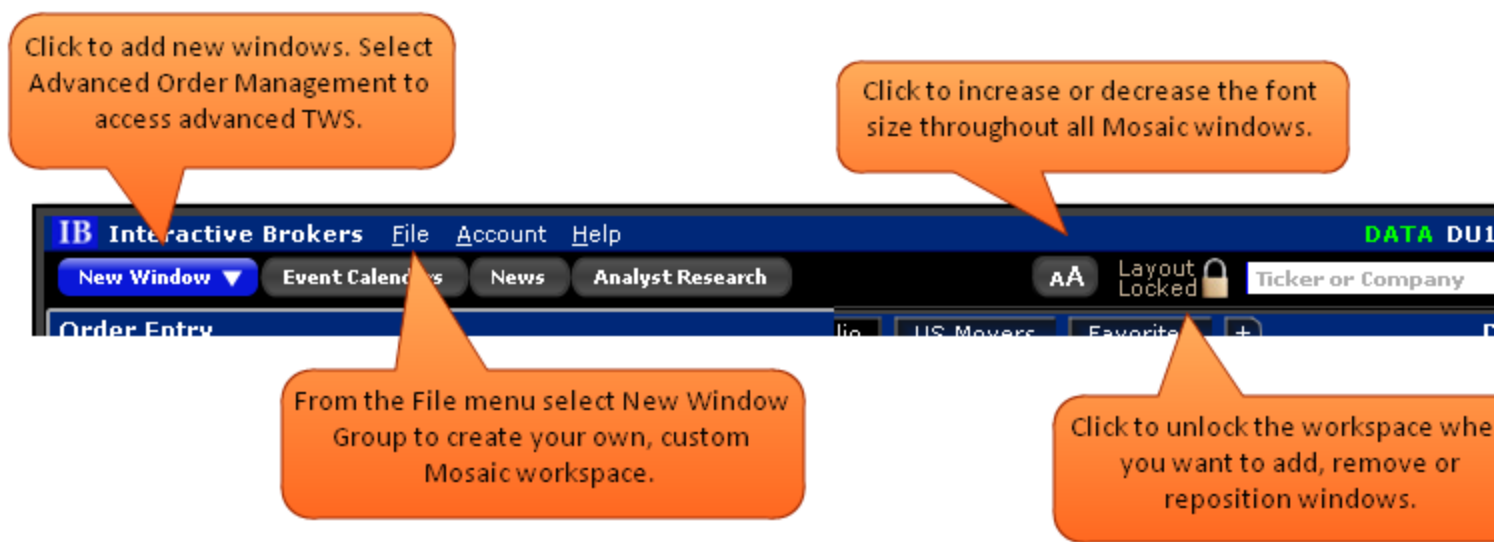 Click to add new windows. Select
Advanced Order Management to
access advanced TWS.
Click to increase or decrease the font
size throughout all Mosaic windows.
IB Interactive Brokers File Account Help DATA DU1
New Window Event Calendars News Analyst Research AA Layout Locked Ticker or Company
Order Entry lio US Movers Favorites + D
From the File menu select New Window
Group to create your own, custom
Mosaic workspace.
Click to unlock the workspace whe
you want to add, remove or
reposition windows.